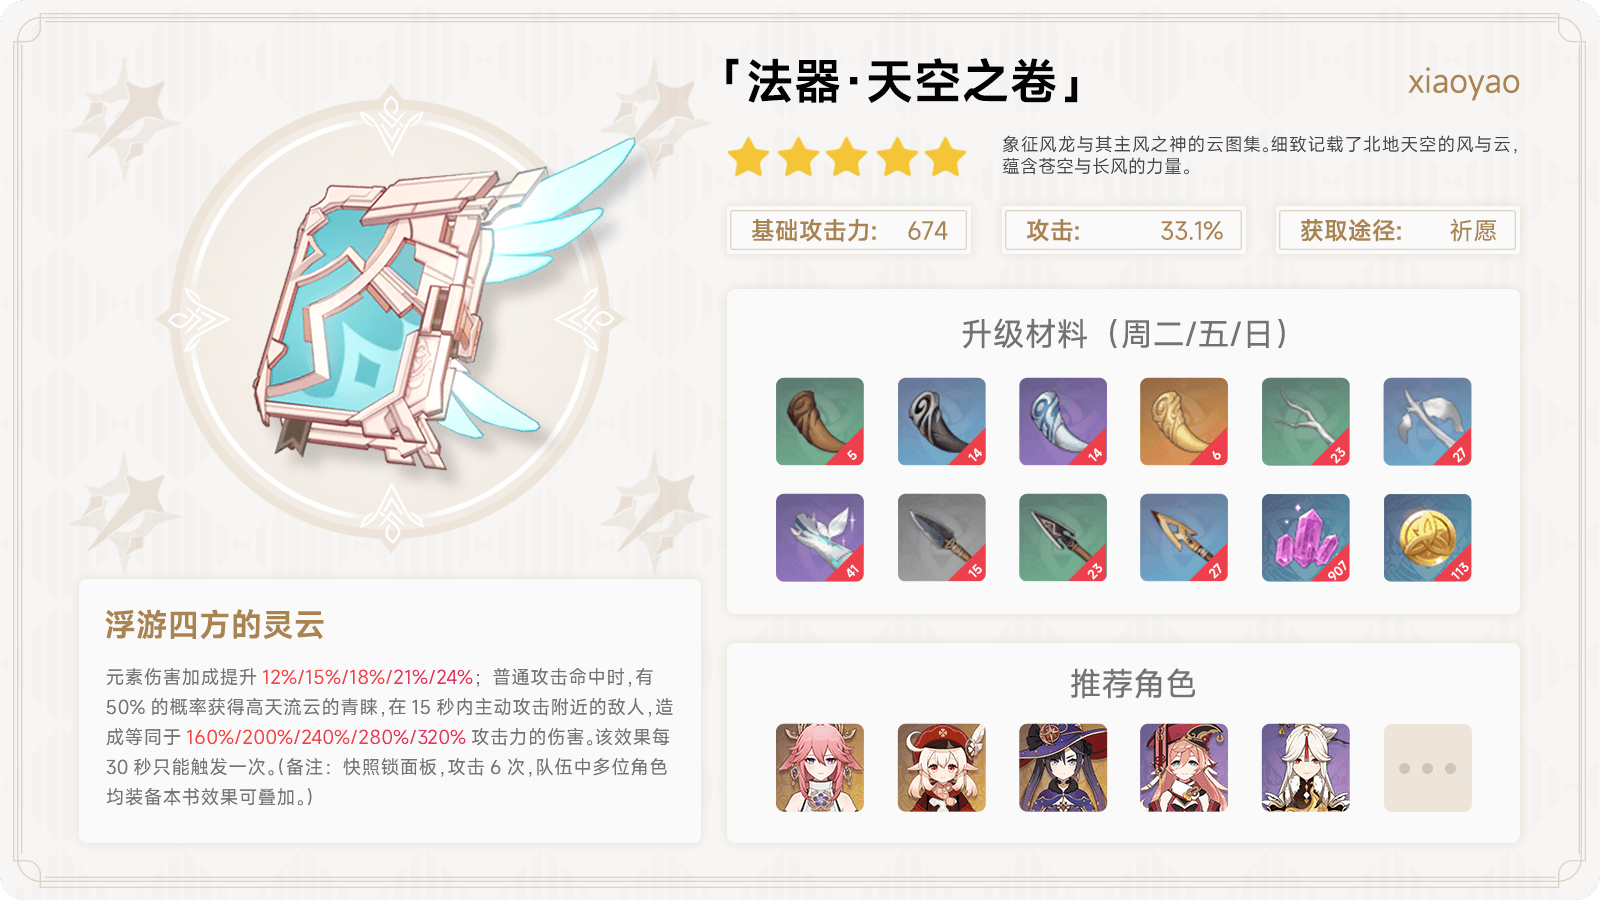 「法器·天空之卷」
xiaoyao
象征风龙与其主风之神的云图集。细致记载了北地天空的风与云,
蕴含苍空与长风的力量。
基础攻击力: 674
攻击: 33.1%
获取途径: 祈愿
升级材料（周二/五/日）
5 14 14 6 23 27
41 15 23 27 907 113
浮游四方的灵云
元素伤害加成提升 12%/15%/18%/21%/24%；普通攻击命中时,有
50% 的概率获得高天流云的青睐,在 15 秒内主动攻击附近的敌人,造
成等同于 160%/200%/240%/280%/320% 攻击力的伤害。该效果每
30 秒只能触发一次。(备注：快照锁面板,攻击 6 次,队伍中多位角色
均装备本书效果可叠加。)
推荐角色